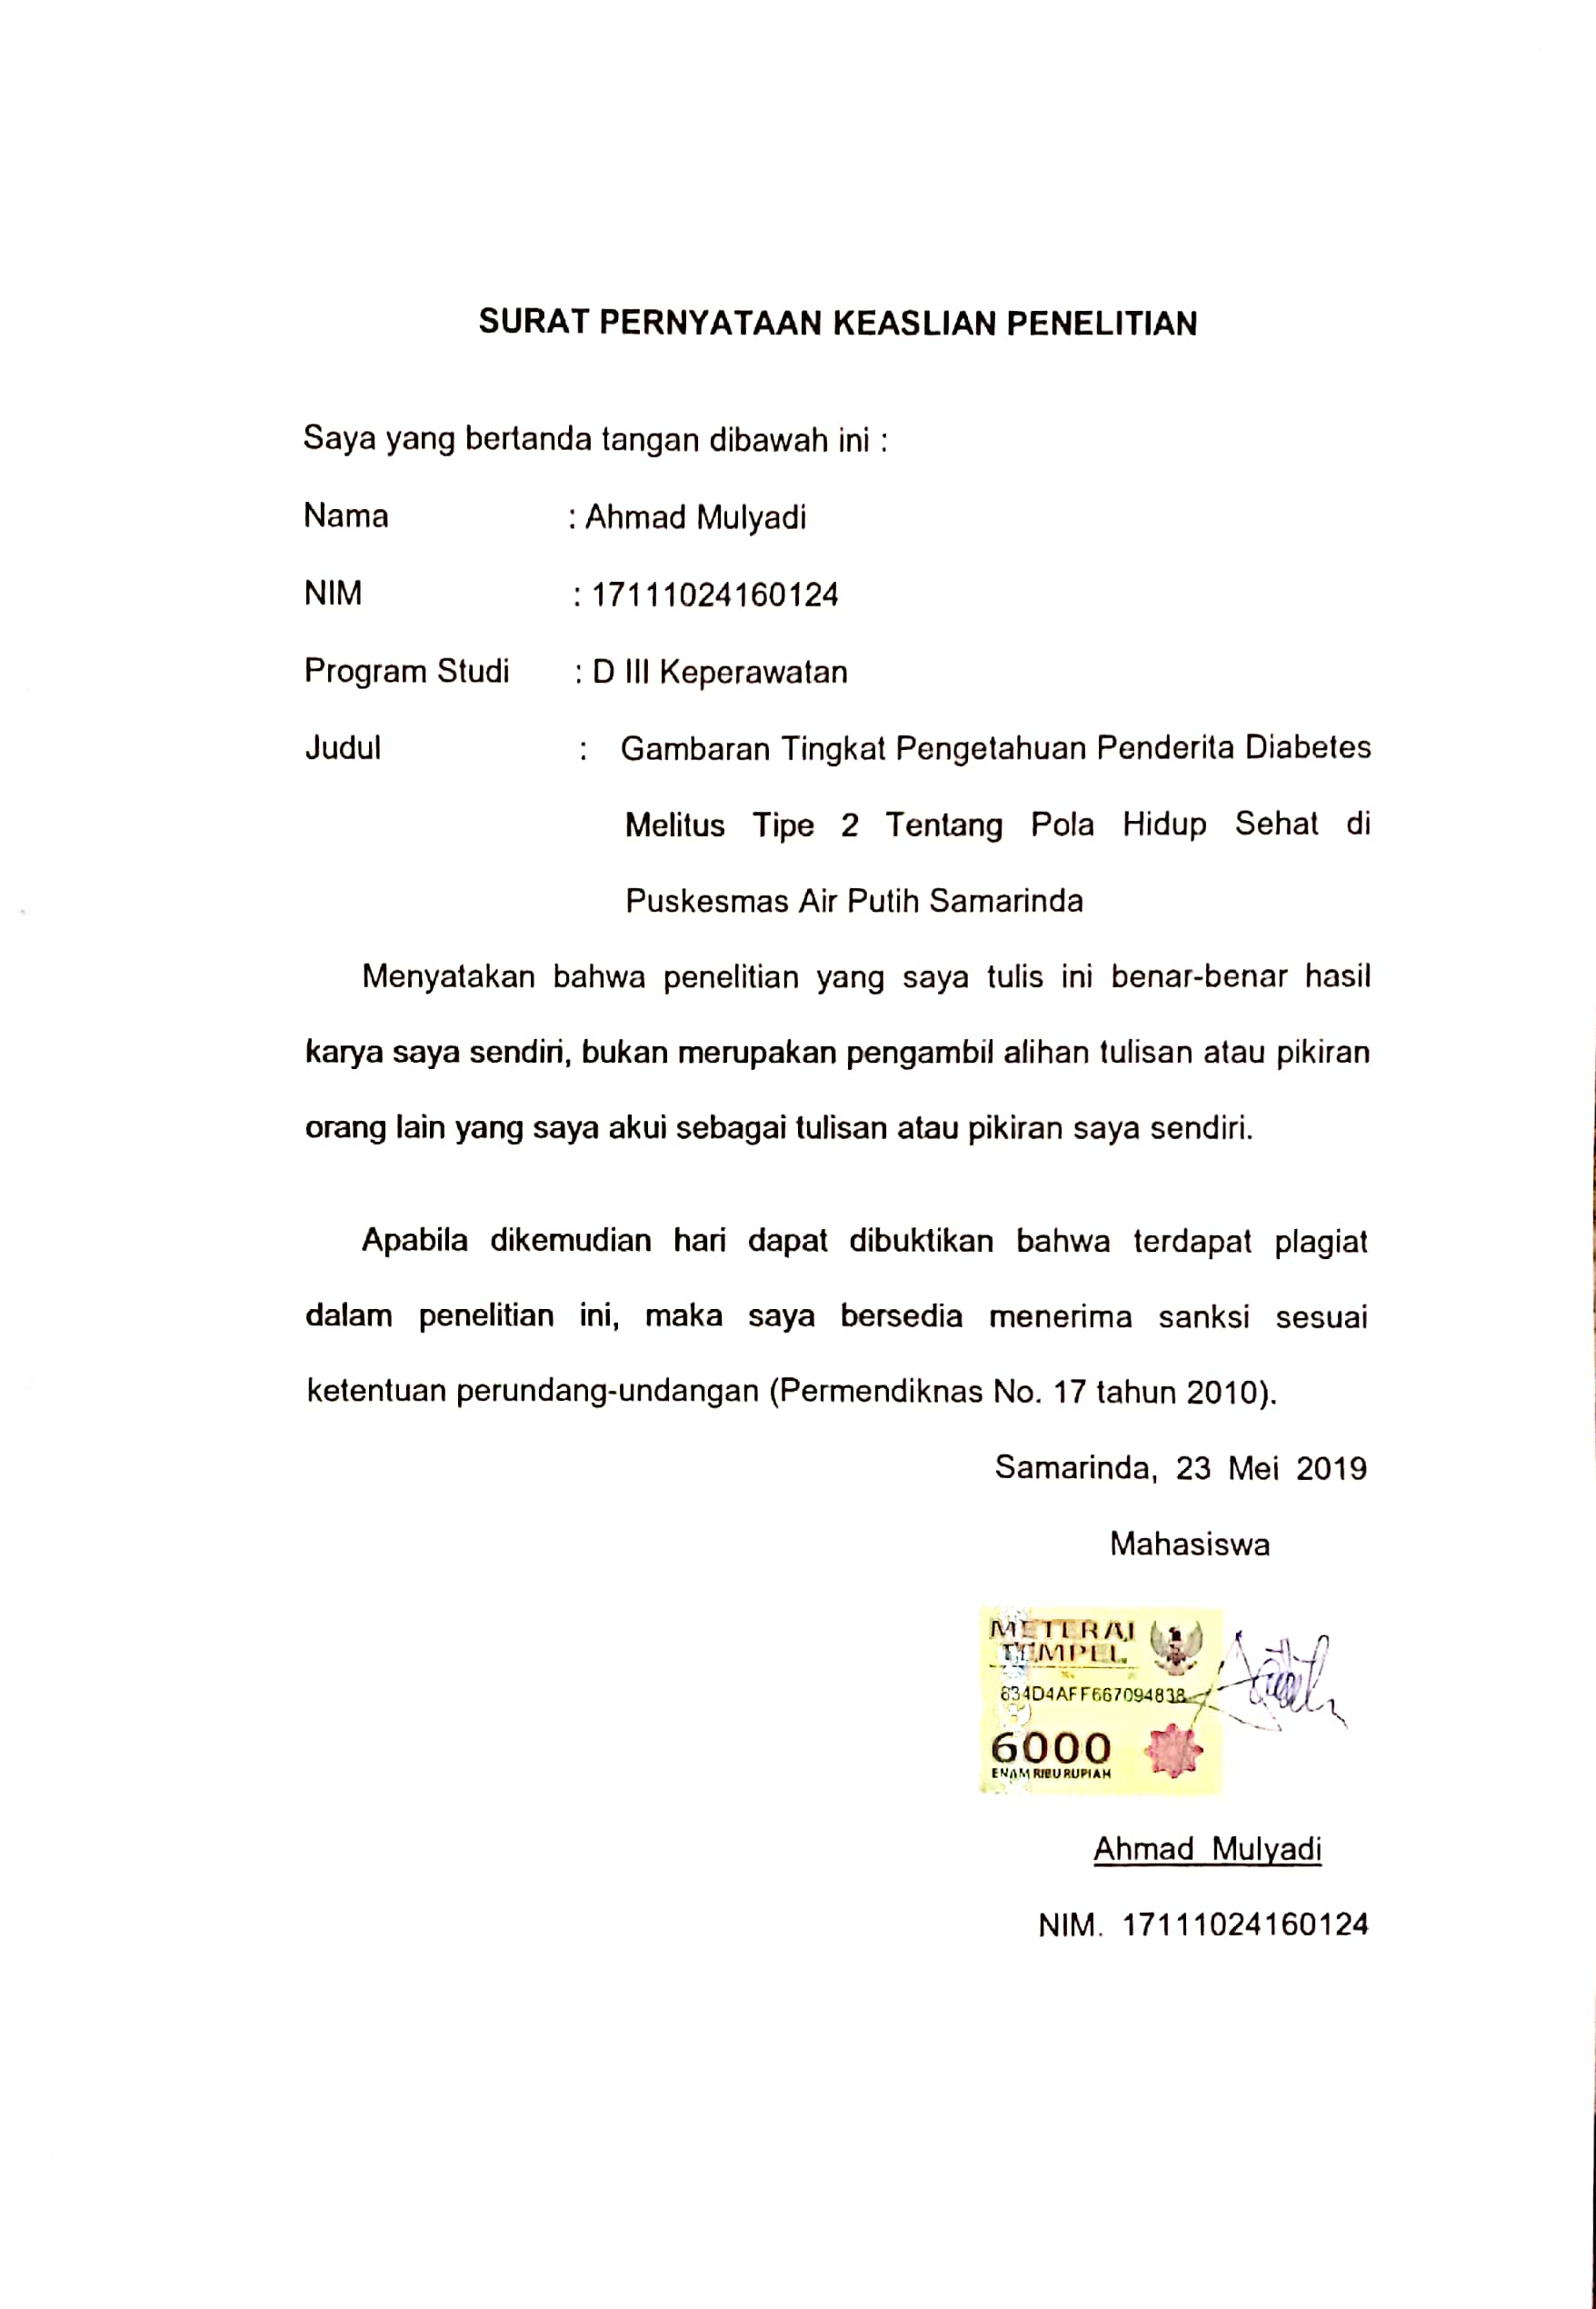 SURAT PERNYATAAN KEASLIAN PENELITIAN
Saya yang bertanda tangan dibawah ini :
Nama : Ahmad Mulyadi
NIM : 17111024160124
Program Studi : D III Keperawatan
Judul : Gambaran Tingkat Pengetahuan Penderita Diabetes
Melitus Tipe 2 Tentang Pola Hidup Sehat di
Puskesmas Air Putih Samarinda
Menyatakan bahwa penelitian yang saya tulis ini benar-benar hasil
karya saya sendiri, bukan merupakan pengambil alihan tulisan atau pikiran
orang lain yang saya akui sebagai tulisan atau pikiran saya sendiri.
Apabila dikemudian hari dapat dibuktikan bahwa terdapat plagiat
dalam penelitian ini, maka saya bersedia menerima sanksi sesuai
ketentuan perundang-undangan (Permendiknas No. 17 tahun 2010).
Samarinda, 23 Mei 2019
Mahasiswa
METERAI
TEMPEL
634D4AFF667094838
6000
ENAM RIBU RUPIAH
Ahmad Mulyadi
NIM. 17111024160124